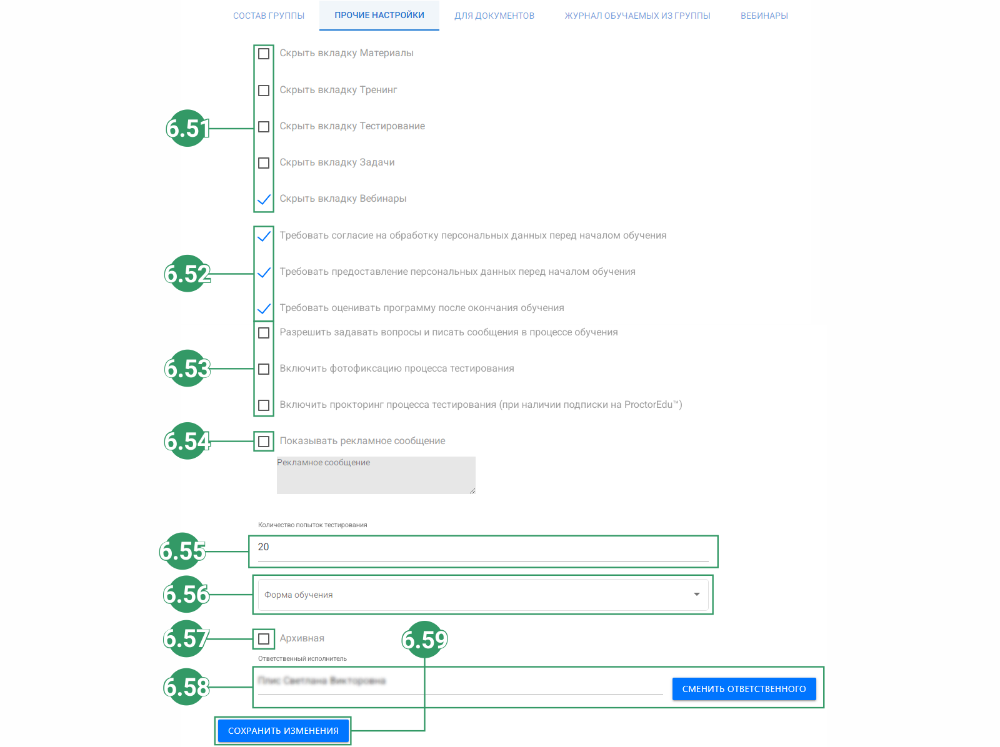 СОСТАВ ГРУППЫ ПРОЧИЕ НАСТРОЙКИ ДЛЯ ДОКУМЕНТОВ ЖУРНАЛ ОБУЧАЕМЫХ ИЗ ГРУППЫ ВЕБИНАРЫ
Скрыть вкладку Материалы
Скрыть вкладку Тренинг
6.51
Скрыть вкладку Тестирование
Скрыть вкладку Задачи
Скрыть вкладку Вебинары
Требовать согласие на обработку персональных данных перед началом обучения
6.52
Требовать предоставление персональных данных перед началом обучения
Требовать оценивать программу после окончания обучения
Разрешить задавать вопросы и писать сообщения в процессе обучения
6.53
Включить фотофиксацию процесса тестирования
Включить прокторинг процесса тестирования (при наличии подписки на ProctorEdu™)
6.54
Показывать рекламное сообщение
Рекламное сообщение
Количество попыток тестирования
6.55
20
6.56
Форма обучения
6.57
Архивная
6.59
Ответственный исполнитель
6.58
Плис Светлана Викторовна
СМЕНИТЬ ОТВЕТСТВЕННОГО
СОХРАНИТЬ ИЗМЕНЕНИЯ